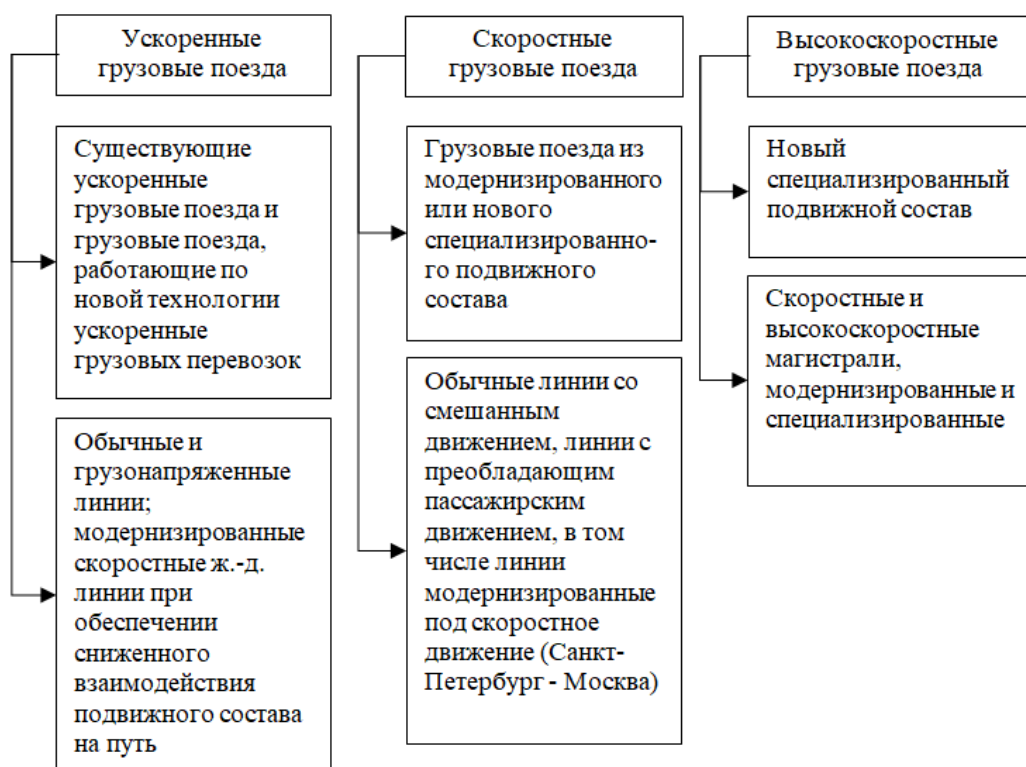 Ускоренные
грузовые поезда
Существующие
ускоренные
грузовые поезда и
грузовые поезда,
работающие по
новой технологии
ускоренные
грузовых перевозок
Обычные и
грузонапряженные
линии;
модернизированные
скоростные ж.-д.
линии при
обеспечении
сниженного
взаимодействия
подвижного состава
на путь
Скоростные
грузовые поезда
Грузовые поезда из
модернизированного
или нового
специализированно-
го подвижного
состава
Обычные линии со
смешанным
движением, линии с
преобладающим
пассажирским
движением, в том
числе линии
модернизированные
под скоростное
движение (Санкт-
Петербург - Москва)
Высокоскоростные
грузовые поезда
Новый
специализированный
подвижной состав
Скоростные и
высокоскоростные
магистрали,
модернизированные и
специализированные